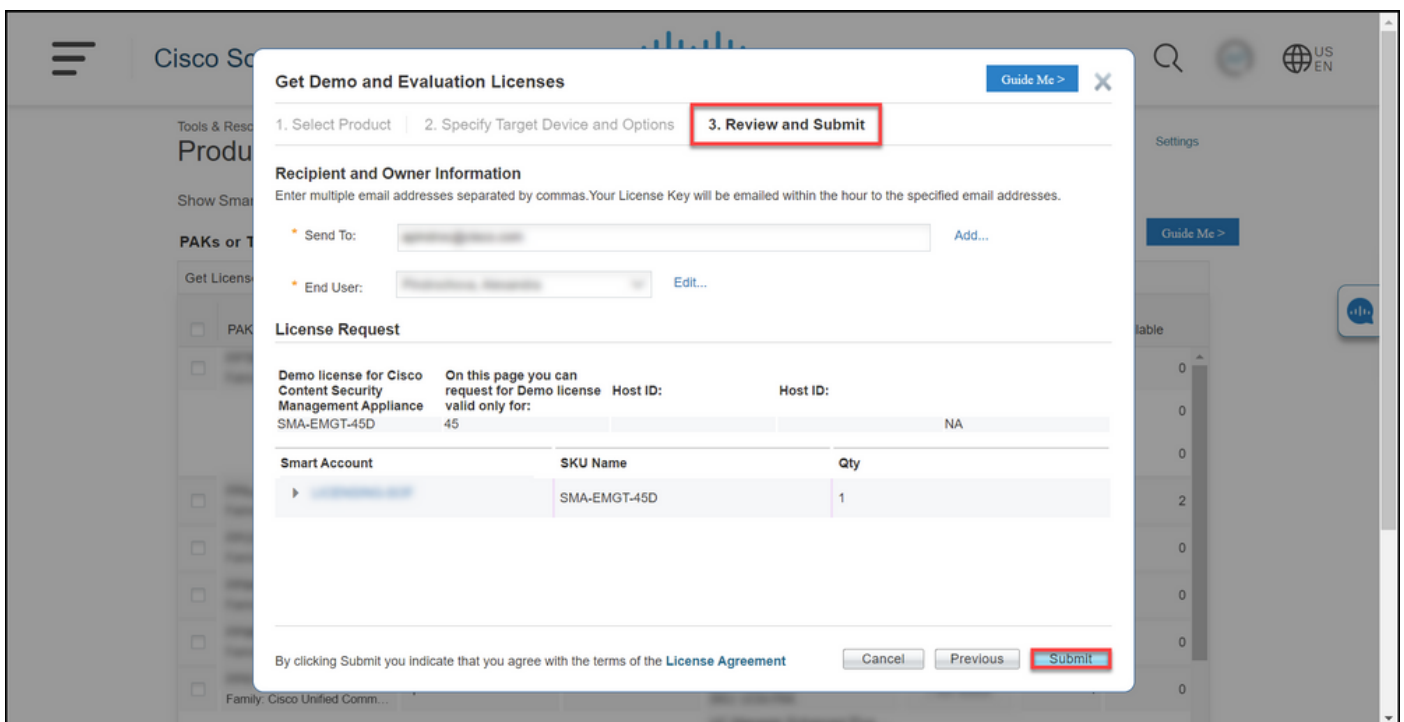 Cisco So
US
EN
Get Demo and Evaluation Licenses
Guide Me >
1. Select Product
2. Specify Target Device and Options
3. Review and Submit
Tools & Reso
Settings
Produ
Recipient and Owner Information
Enter multiple email addresses separated by commas.Your License Key will be emailed within the hour to the specified email addresses.
Show Smar
* Send To:
Add...
PAKs or T
Guide Me >
Get Licens
* End User:
Edit...
License Request
PAK
lable
Demo license for Cisco
Content Security
Management Appliance
On this page you can
request for Demo license
valid only for:
Host ID:
Host ID:
SMA-EMGT-45D
45
NA
0
0
0
Smart Account
SKU Name
Qty
SMA-EMGT-45D
1
2
0
0
0
By clicking Submit you indicate that you agree with the terms of the License Agreement
Cancel
Previous
Submit
Family: Cisco Unified Comm...
0